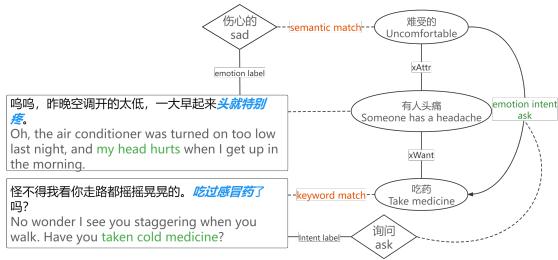 伤心的
sad
semantic match
难受的
Uncomfortable
emotion label
xAttr
呜呜，昨晚空调开的太低，一大早起来头就特别
疼。
Oh, the air conditioner was turned on too low
last night, and my head hurts when I get up in
the morning.
有人头痛
Someone has a headache
emotion intent
ask
xWant
怪不得我看你走路都摇摇晃晃的。吃过感冒药了
吗?
No wonder I see you staggering when you
walk. Have you taken cold medicine?
keyword match
吃药
Take medicine
Intent label
询问
ask